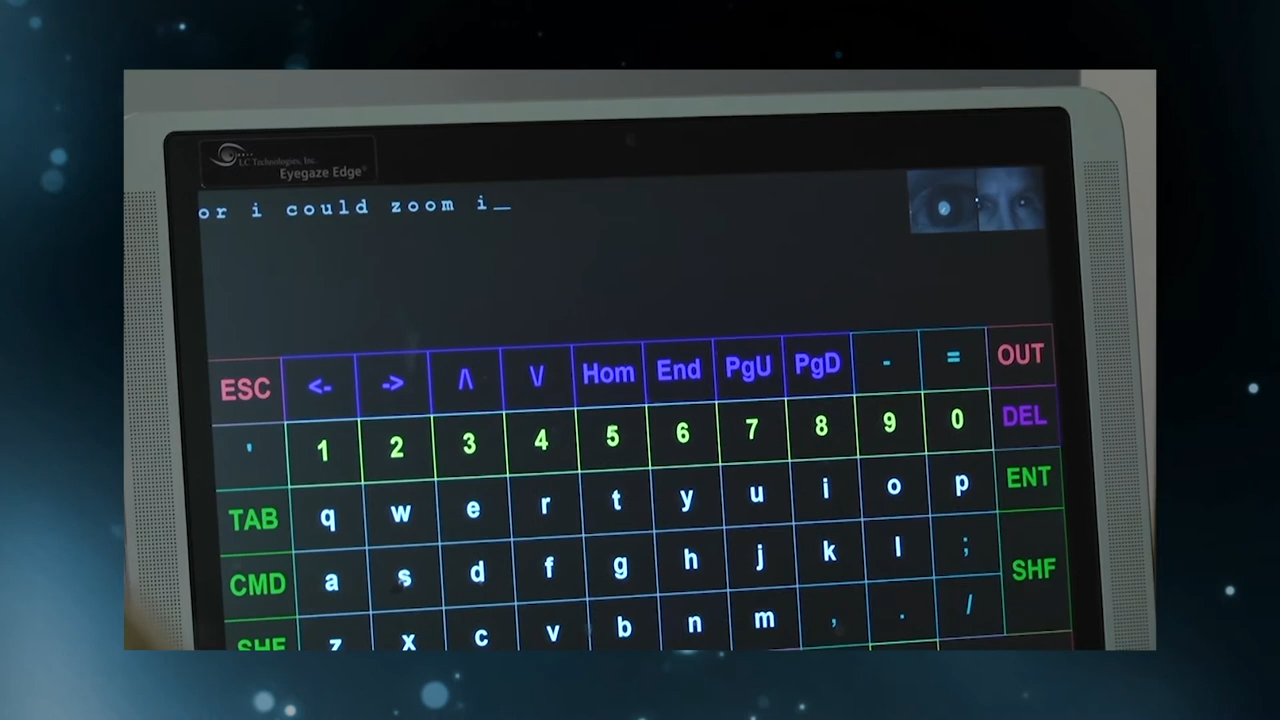 LC Technologies, Inc.
Eyegaze Edge®
or i could zoom i_
ESC <- -> /\ \/ Hom End PgU PgD - = OUT
' 1 2 3 4 5 6 7 8 9 0 DEL
TAB q w e r t y u i o p ENT
CMD a s d f g h j k l ; SHF
SHF z x c v b n m , . /